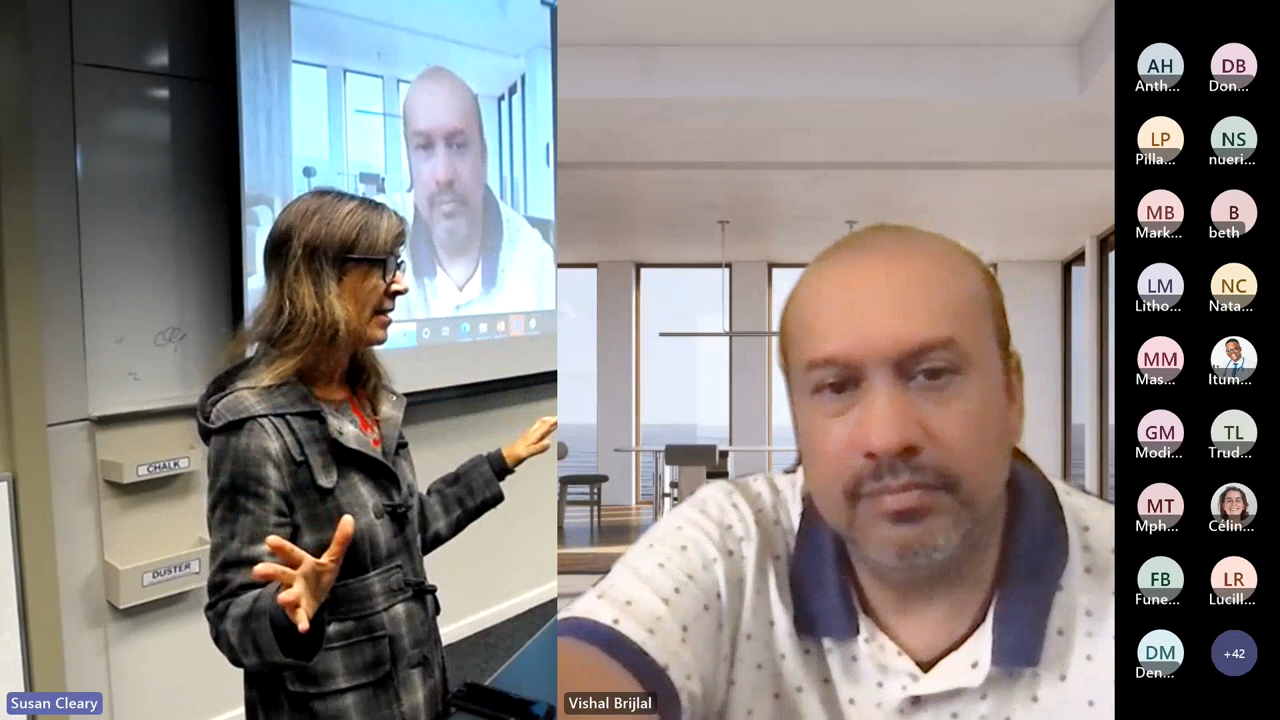 CHALK
DUSTER
Susan Cleary
Vishal Brijlal
AH
Anth...
DB
Don...
LP
Pilla...
NS
nueri...
MB
Mark...
B
beth
LM
Litho...
NC
Nata...
MM
Mas...
Itum...
GM
Modi...
TL
Trud...
MT
Mph...
Célin...
FB
Fune...
LR
Lucill...
DM
Den...
+42